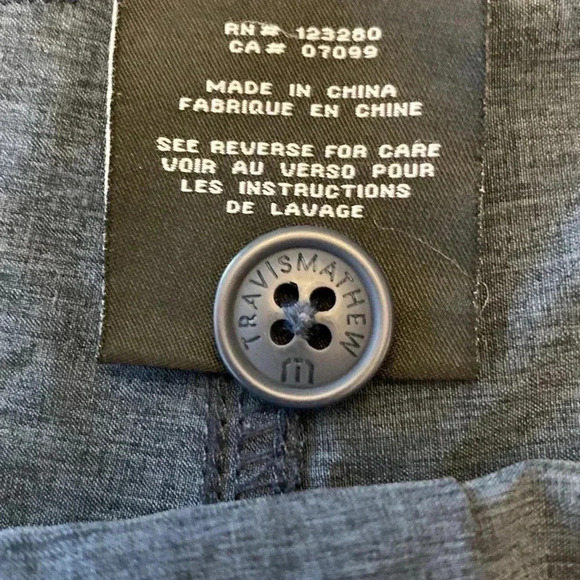 RN# 123280
CA# 07099
MADE IN CHINA
FABRIQUE EN CHINE
SEE REVERSE FOR CARE
VOIR AU VERSO POUR
LES INSTRUCTIONS
DE LAVAGE
TRAVISMATHEW